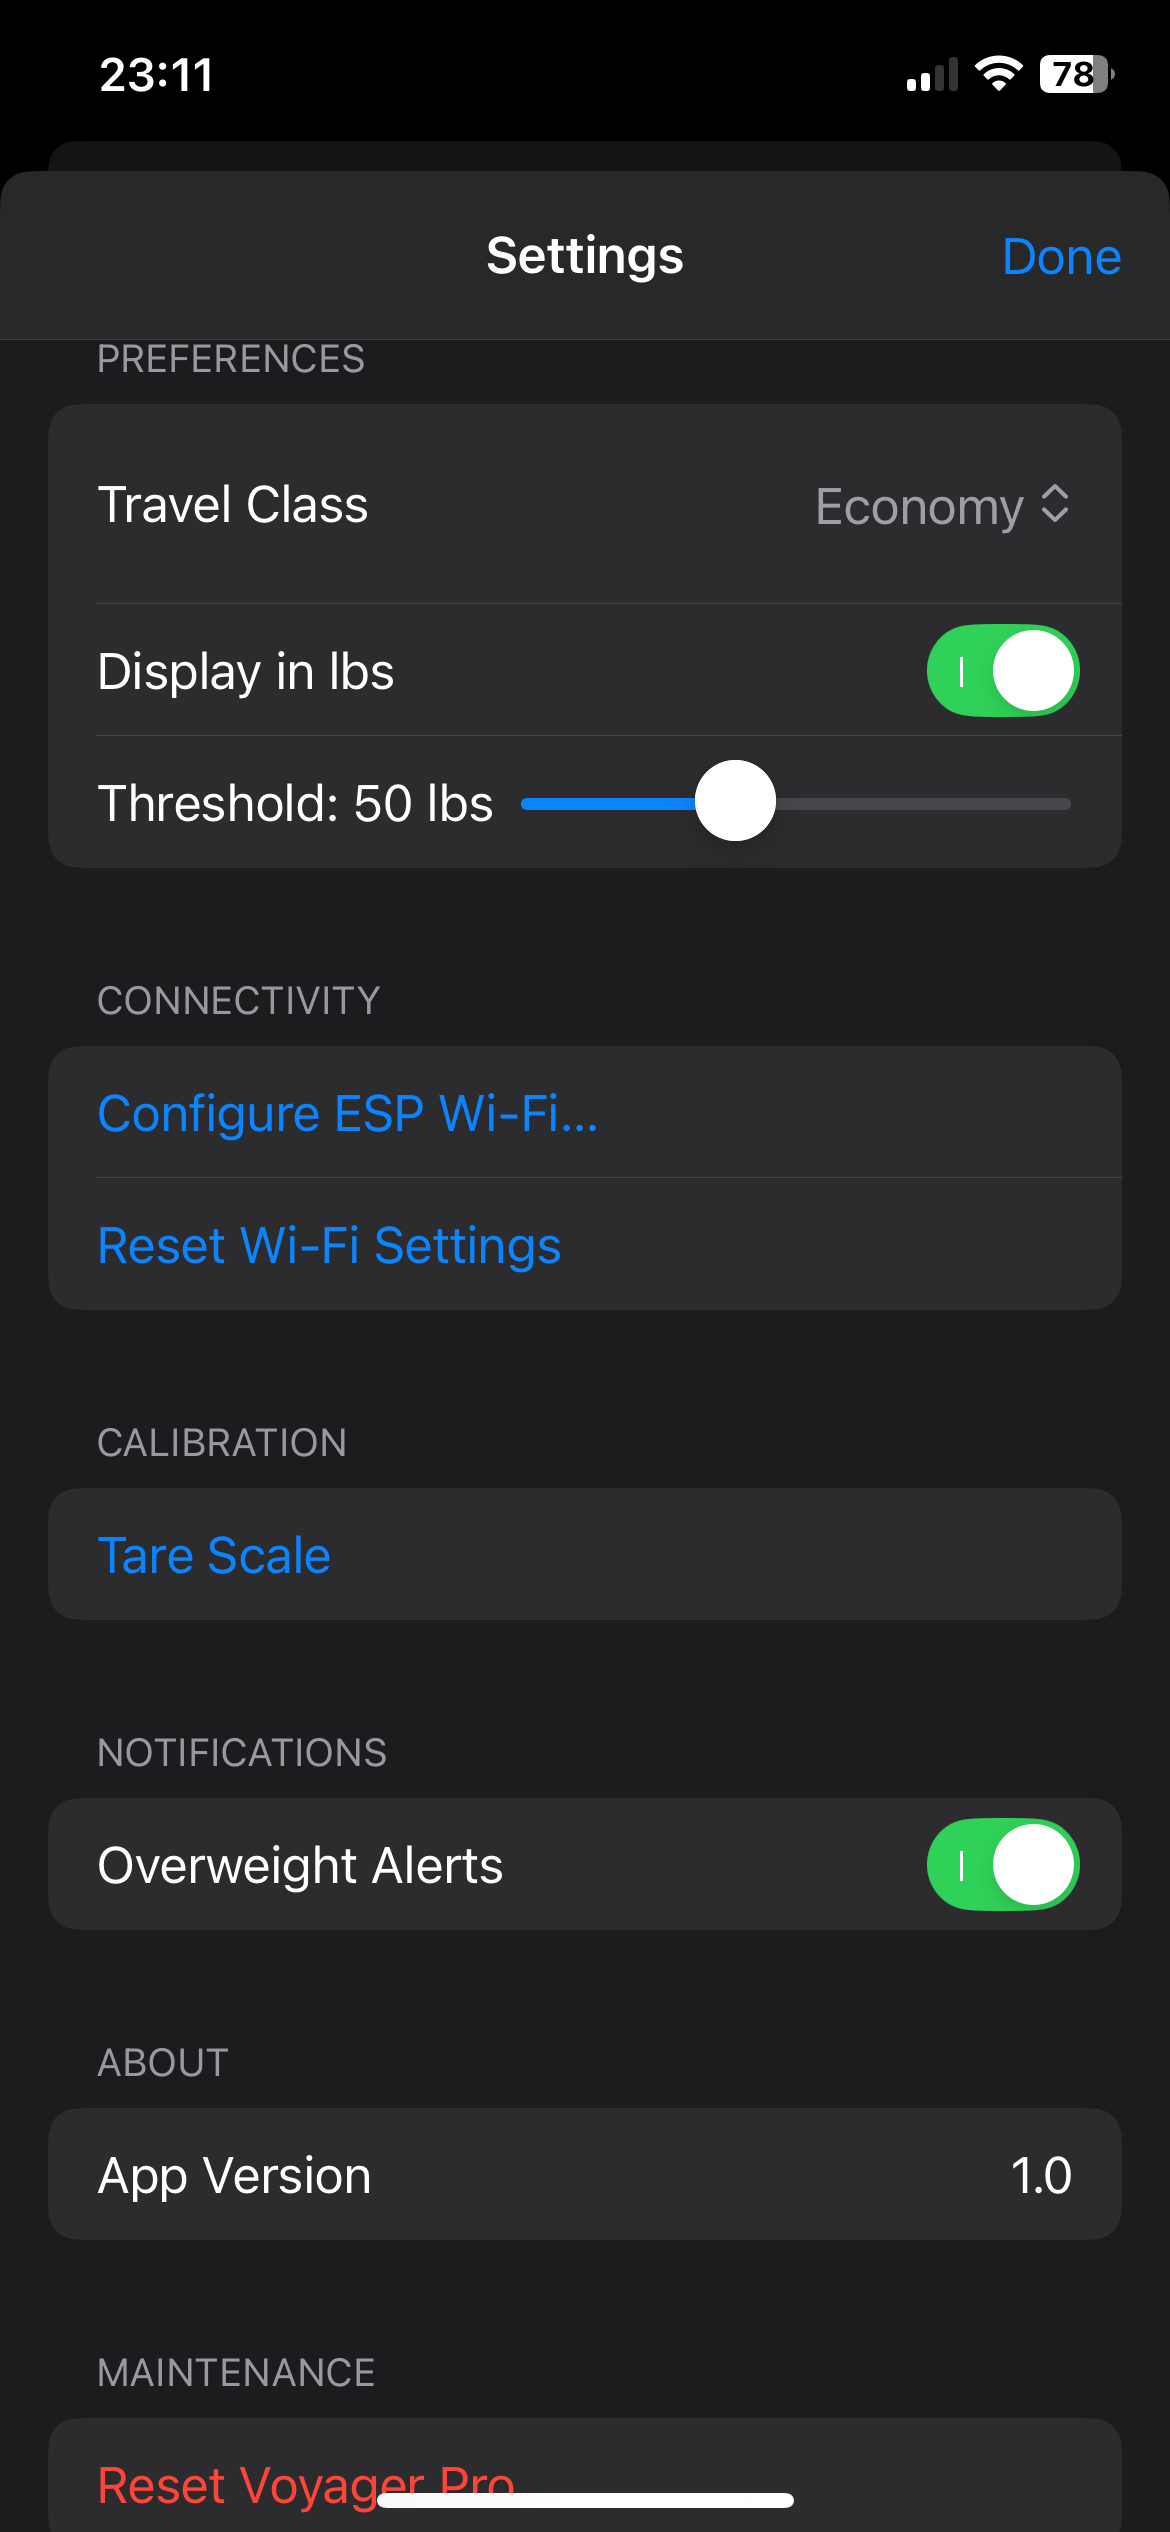 23:11
78
Settings
Done
PREFERENCES
Travel Class
Economy
Display in lbs
Threshold: 50 lbs
CONNECTIVITY
Configure ESP Wi-Fi...
Reset Wi-Fi Settings
CALIBRATION
Tare Scale
NOTIFICATIONS
Overweight Alerts
ABOUT
App Version
1.0
MAINTENANCE
Reset Voyager Pro